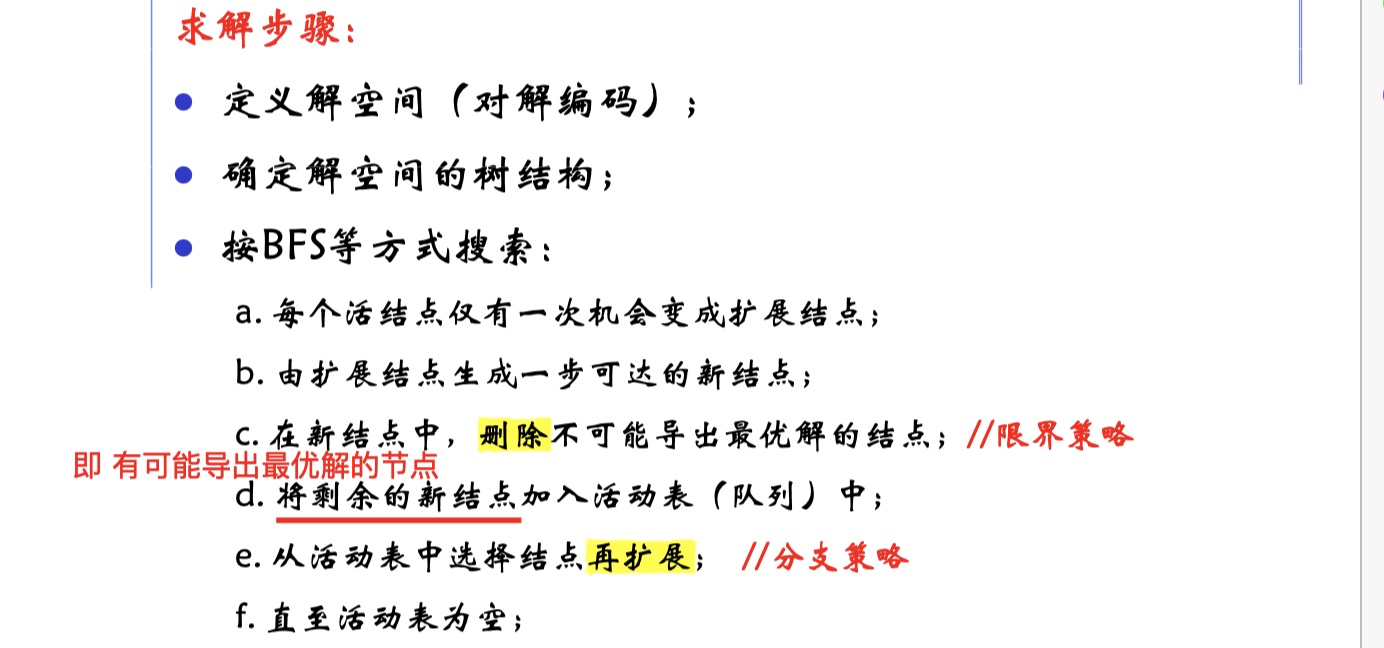 求解步骤：
● 定义解空间（对解编码）；
● 确定解空间的树结构；
● 按BFS等方式搜索：
a. 每个活结点仅有一次机会变成扩展结点；
b. 由扩展结点生成一步可达的新结点；
c. 在新结点中，删除不可能导出最优解的结点；//限界策略
即 有可能导出最优解的节点
d. 将剩余的新结点加入活动表（队列）中；
e. 从活动表中选择结点再扩展； //分支策略
f. 直至活动表为空；